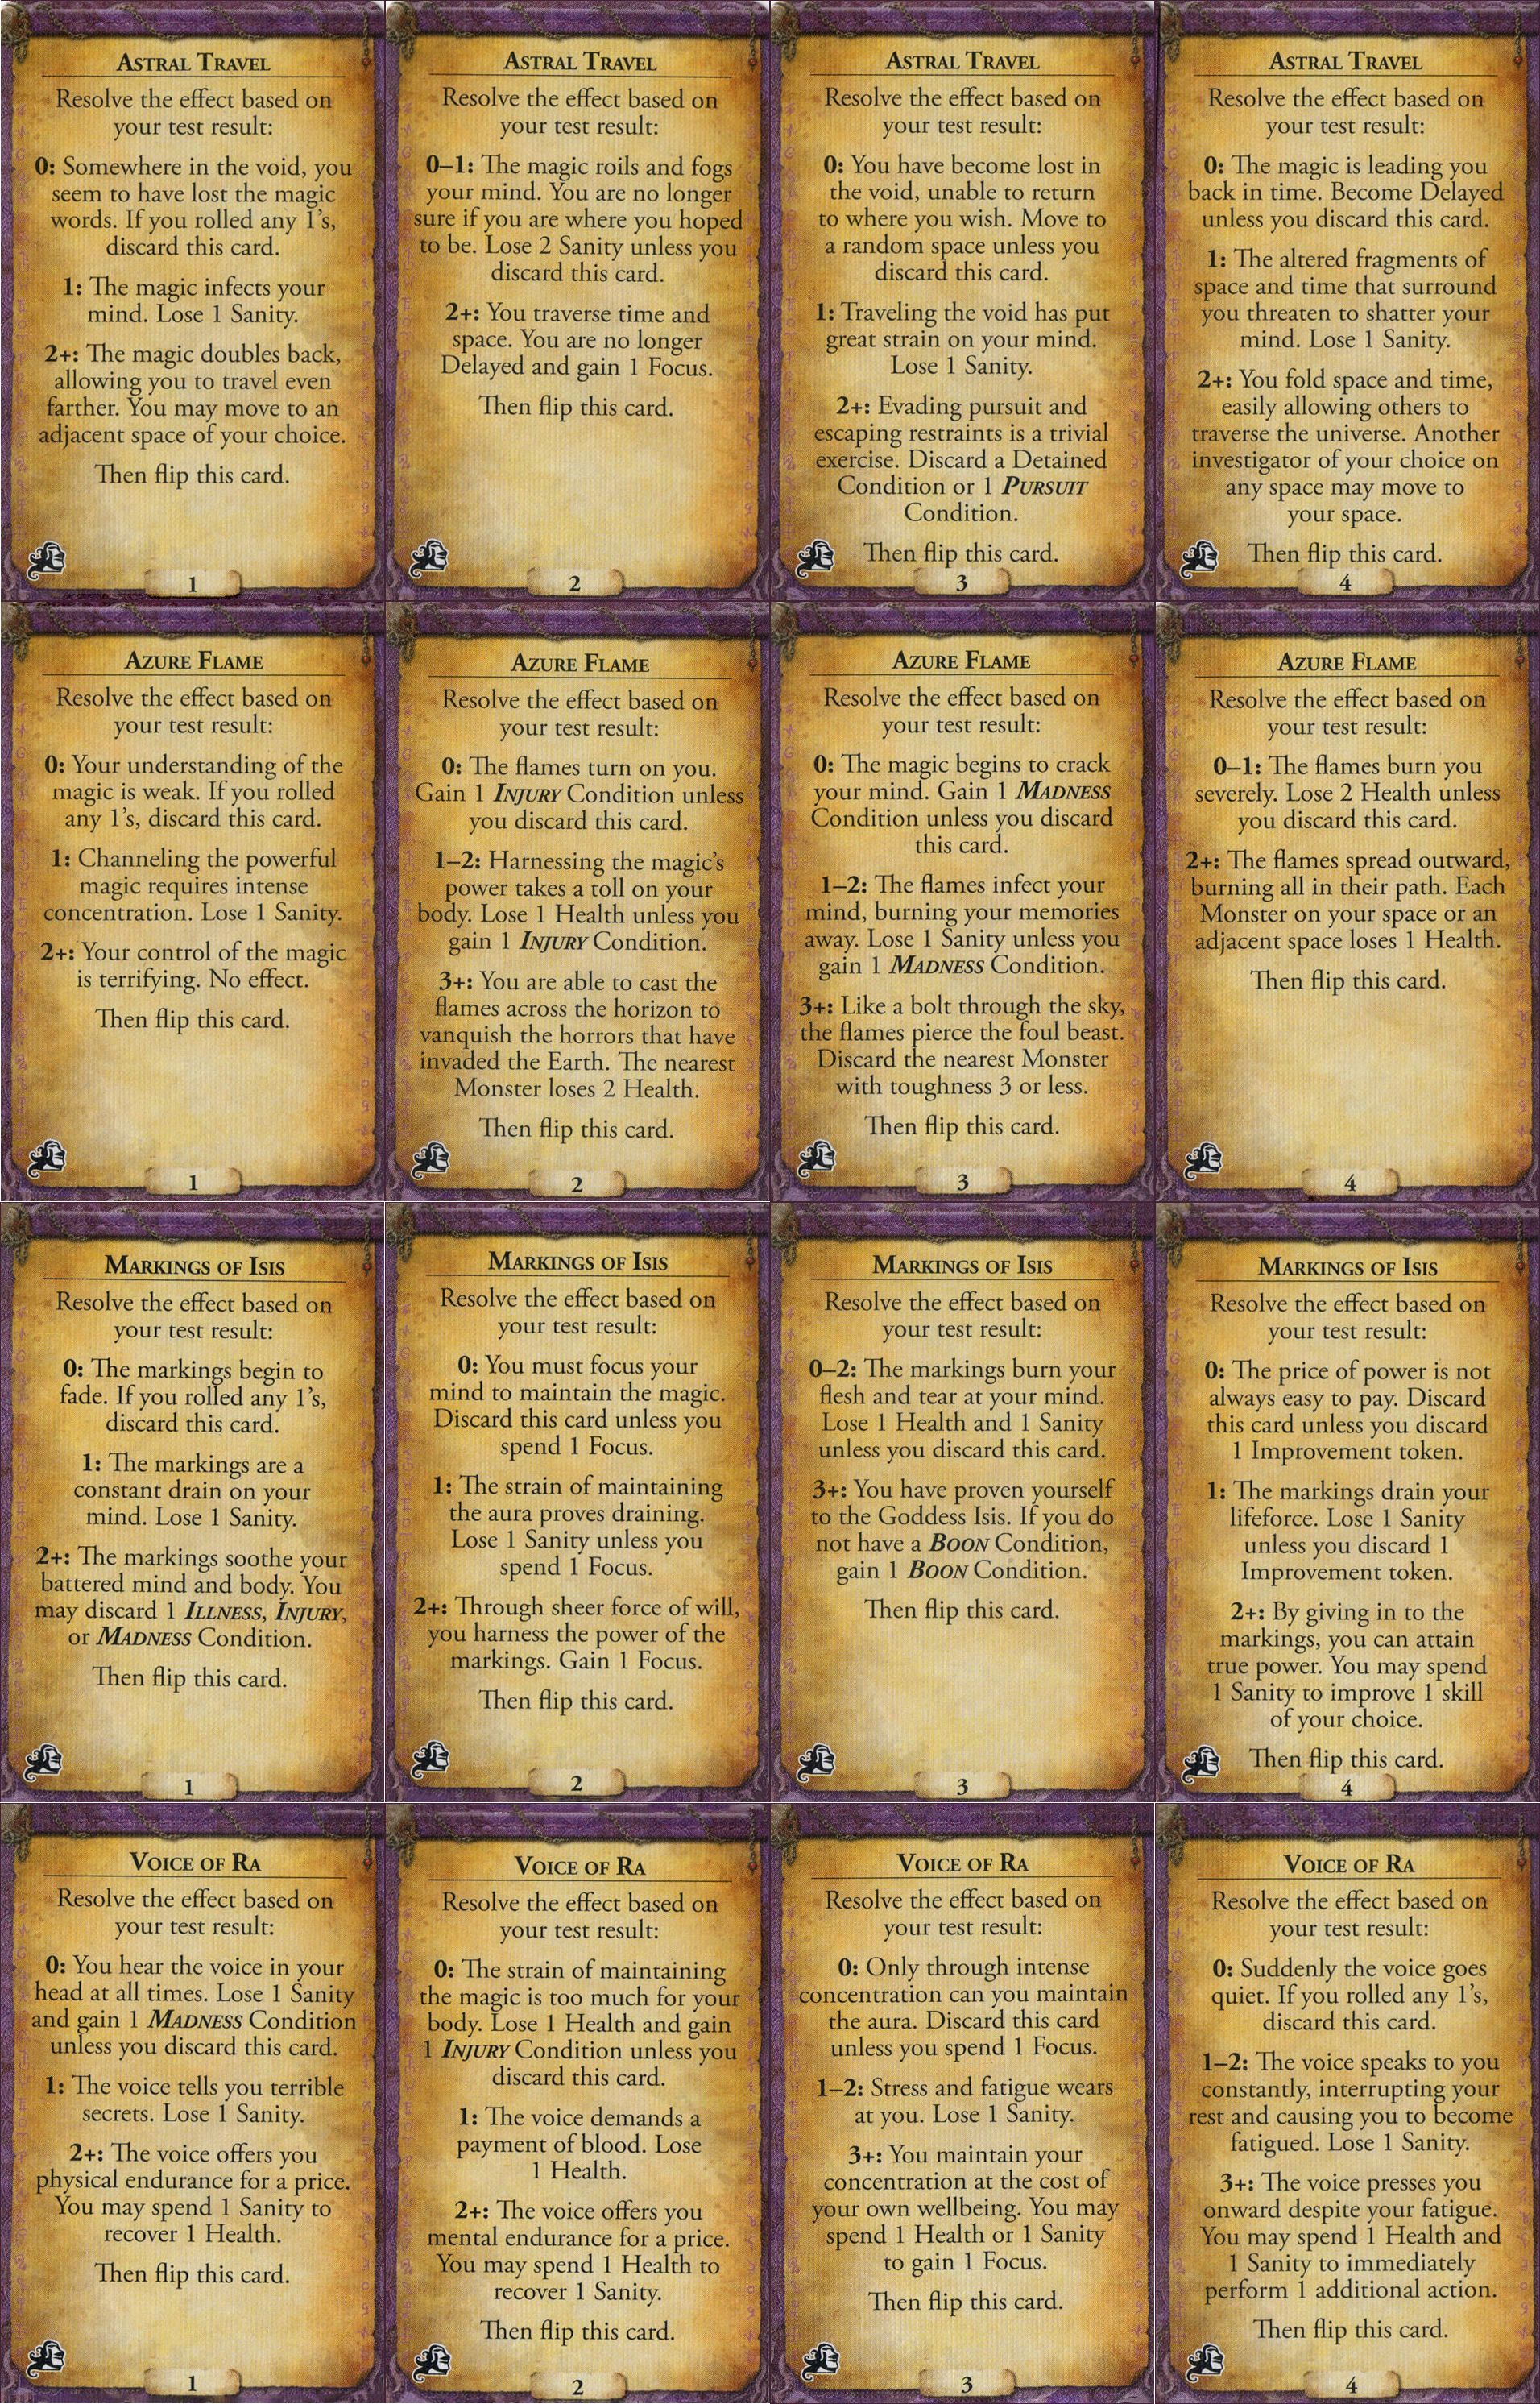 ASTRAL TRAVEL
Resolve the effect based on
your test result:
0: Somewhere in the void, you
seem to have lost the magic
words. If you rolled any 1's,
discard this card.
1: The magic infects your
mind. Lose 1 Sanity.
2+: The magic doubles back,
allowing you to travel even
farther. You may move to an
adjacent space of your choice.
Then flip this card.
1
ASTRAL TRAVEL
Resolve the effect based on
your test result:
0–1: The magic roils and fogs
your mind. You are no longer
sure if you are where you hoped
to be. Lose 2 Sanity unless you
discard this card.
2+: You traverse time and
space. You are no longer
Delayed and gain 1 Focus.
Then flip this card.
2
ASTRAL TRAVEL
Resolve the effect based on
your test result:
0: You have become lost in
the void, unable to return
to where you wish. Move to
a random space unless you
discard this card.
1: Traveling the void has put
great strain on your mind.
Lose 1 Sanity.
2+: Evading pursuit and
escaping restraints is a trivial
exercise. Discard a Detained
Condition or 1 PURSUIT
Condition.
Then flip this card.
3
ASTRAL TRAVEL
Resolve the effect based on
your test result:
0: The magic is leading you
back in time. Become Delayed
unless you discard this card.
1: The altered fragments of
space and time that surround
you threaten to shatter your
mind. Lose 1 Sanity.
2+: You fold space and time,
easily allowing others to
traverse the universe. Another
investigator of your choice on
any space may move to
your space.
Then flip this card.
4
AZURE FLAME
Resolve the effect based on
your test result:
0: Your understanding of the
magic is weak. If you rolled
any 1's, discard this card.
1: Channeling the powerful
magic requires intense
concentration. Lose 1 Sanity.
2+: Your control of the magic
is terrifying. No effect.
Then flip this card.
1
AZURE FLAME
Resolve the effect based on
your test result:
0: The flames turn on you.
Gain 1 INJURY Condition unless
you discard this card.
1–2: Harnessing the magic's
power takes a toll on your
body. Lose 1 Health unless you
gain 1 INJURY Condition.
3+: You are able to cast the
flames across the horizon to
vanquish the horrors that have
invaded the Earth. The nearest
Monster loses 2 Health.
Then flip this card.
2
AZURE FLAME
Resolve the effect based on
your test result:
0: The magic begins to crack
your mind. Gain 1 MADNESS
Condition unless you discard
this card.
1–2: The flames infect your
mind, burning your memories
away. Lose 1 Sanity unless you
gain 1 MADNESS Condition.
3+: Like a bolt through the sky,
the flames pierce the foul beast.
Discard the nearest Monster
with toughness 3 or less.
Then flip this card.
3
AZURE FLAME
Resolve the effect based on
your test result:
0–1: The flames burn you
severely. Lose 2 Health unless
you discard this card.
2+: The flames spread outward,
burning all in their path. Each
Monster on your space or an
adjacent space loses 1 Health.
Then flip this card.
4
MARKINGS OF ISIS
Resolve the effect based on
your test result:
0: The markings begin to
fade. If you rolled any 1's,
discard this card.
1: The markings are a
constant drain on your
mind. Lose 1 Sanity.
2+: The markings soothe your
battered mind and body. You
may discard 1 ILLNESS, INJURY,
or MADNESS Condition.
Then flip this card.
1
MARKINGS OF ISIS
Resolve the effect based on
your test result:
0: You must focus your
mind to maintain the magic.
Discard this card unless you
spend 1 Focus.
1: The strain of maintaining
the aura proves draining.
Lose 1 Sanity unless you
spend 1 Focus.
2+: Through sheer force of will,
you harness the power of the
markings. Gain 1 Focus.
Then flip this card.
2
MARKINGS OF ISIS
Resolve the effect based on
your test result:
0–2: The markings burn your
flesh and tear at your mind.
Lose 1 Health and 1 Sanity
unless you discard this card.
3+: You have proven yourself
to the Goddess Isis. If you do
not have a BOON Condition,
gain 1 BOON Condition.
Then flip this card.
3
MARKINGS OF ISIS
Resolve the effect based on
your test result:
0: The price of power is not
always easy to pay. Discard
this card unless you discard
1 Improvement token.
1: The markings drain your
lifeforce. Lose 1 Sanity
unless you discard 1
Improvement token.
2+: By giving in to the
markings, you can attain
true power. You may spend
1 Sanity to improve 1 skill
of your choice.
Then flip this card.
4
VOICE OF RA
Resolve the effect based on
your test result:
0: You hear the voice in your
head at all times. Lose 1 Sanity
and gain 1 MADNESS Condition
unless you discard this card.
1: The voice tells you terrible
secrets. Lose 1 Sanity.
2+: The voice offers you
physical endurance for a price.
You may spend 1 Sanity to
recover 1 Health.
Then flip this card.
1
VOICE OF RA
Resolve the effect based on
your test result:
0: The strain of maintaining
the magic is too much for your
body. Lose 1 Health and gain
1 INJURY Condition unless you
discard this card.
1: The voice demands a
payment of blood. Lose
1 Health.
2+: The voice offers you
mental endurance for a price.
You may spend 1 Health to
recover 1 Sanity.
Then flip this card.
2
VOICE OF RA
Resolve the effect based on
your test result:
0: Only through intense
concentration can you maintain
the aura. Discard this card
unless you spend 1 Focus.
1–2: Stress and fatigue wears
at you. Lose 1 Sanity.
3+: You maintain your
concentration at the cost of
your own wellbeing. You may
spend 1 Health or 1 Sanity
to gain 1 Focus.
Then flip this card.
3
VOICE OF RA
Resolve the effect based on
your test result:
0: Suddenly the voice goes
quiet. If you rolled any 1's,
discard this card.
1–2: The voice speaks to you
constantly, interrupting your
rest and causing you to become
fatigued. Lose 1 Sanity.
3+: The voice presses you
onward despite your fatigue.
You may spend 1 Health and
1 Sanity to immediately
perform 1 additional action.
Then flip this card.
4